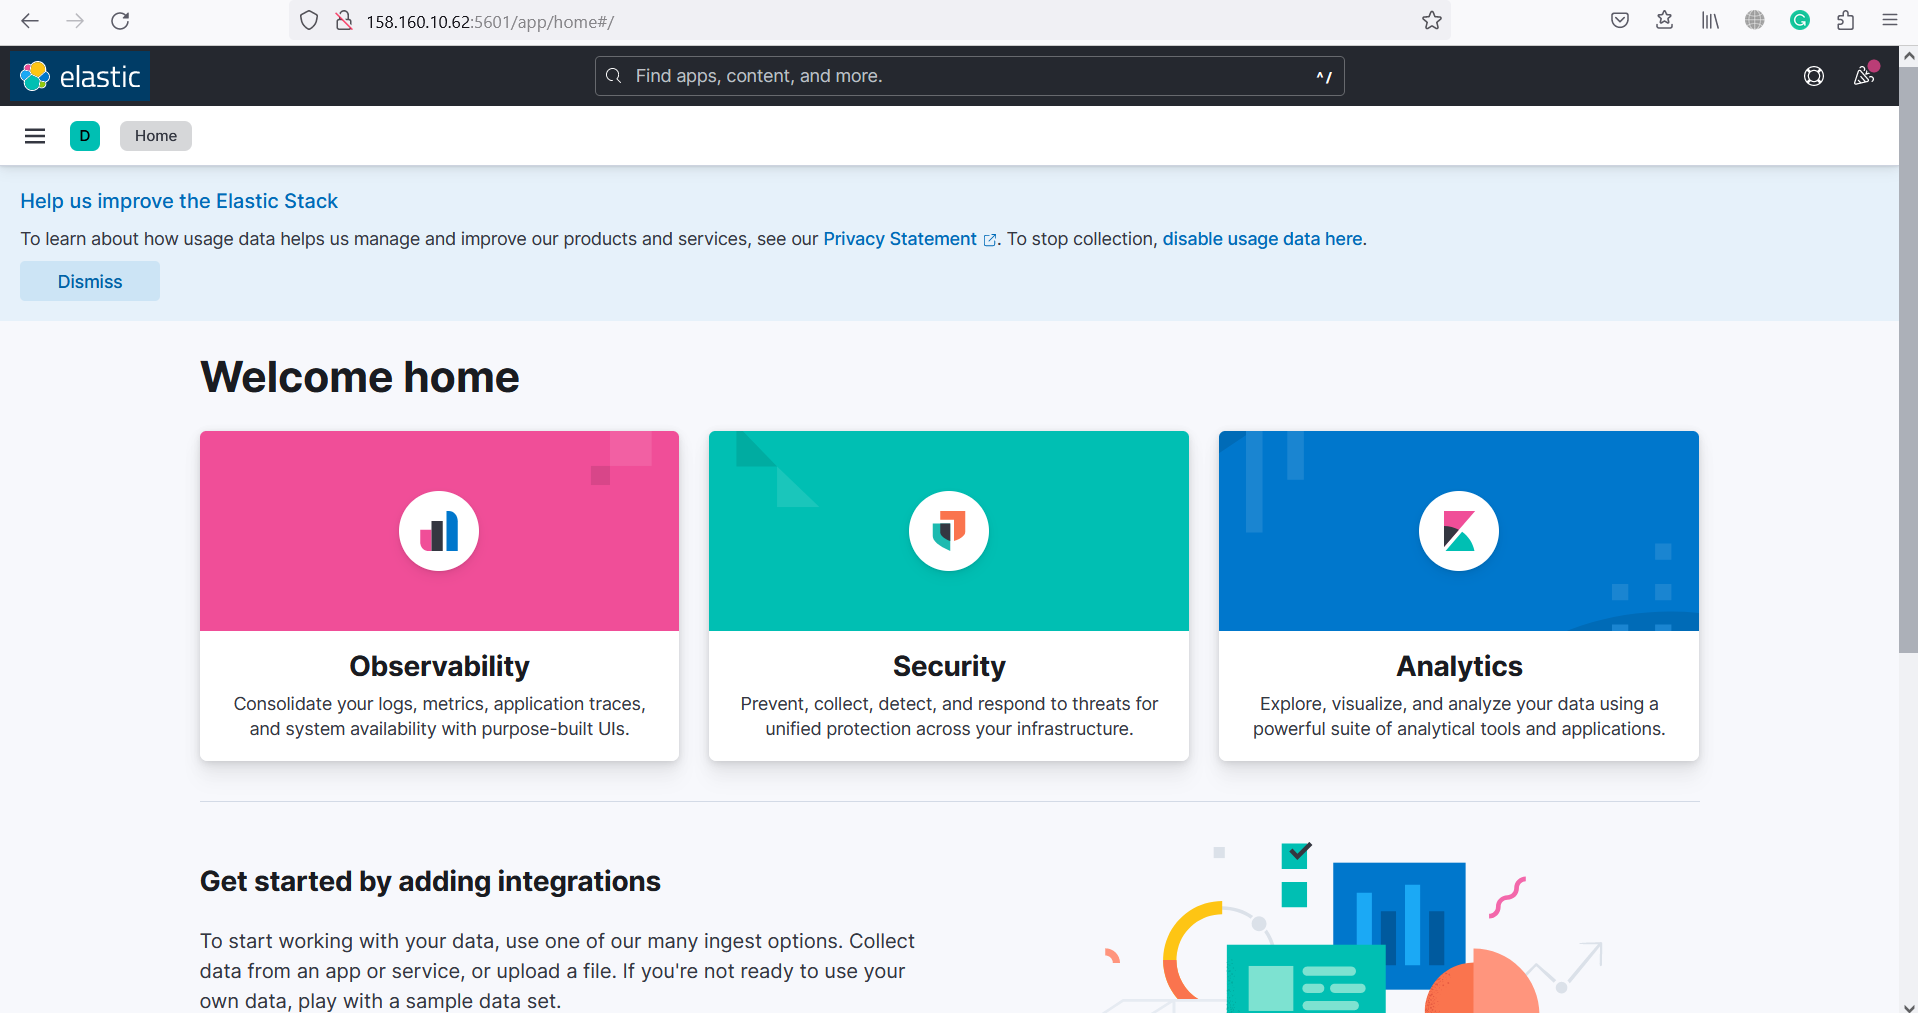 158.160.10.62:5601/app/home#/
elastic
Find apps, content, and more.
^/
D
Home
Help us improve the Elastic Stack
To learn about how usage data helps us manage and improve our products and services, see our Privacy Statement . To stop collection, disable usage data here.
Dismiss
Welcome home
Observability
Consolidate your logs, metrics, application traces,
and system availability with purpose-built UIs.
Security
Prevent, collect, detect, and respond to threats for
unified protection across your infrastructure.
Analytics
Explore, visualize, and analyze your data using a
powerful suite of analytical tools and applications.
Get started by adding integrations
To start working with your data, use one of our many ingest options. Collect
data from an app or service, or upload a file. If you're not ready to use your
own data, play with a sample data set.